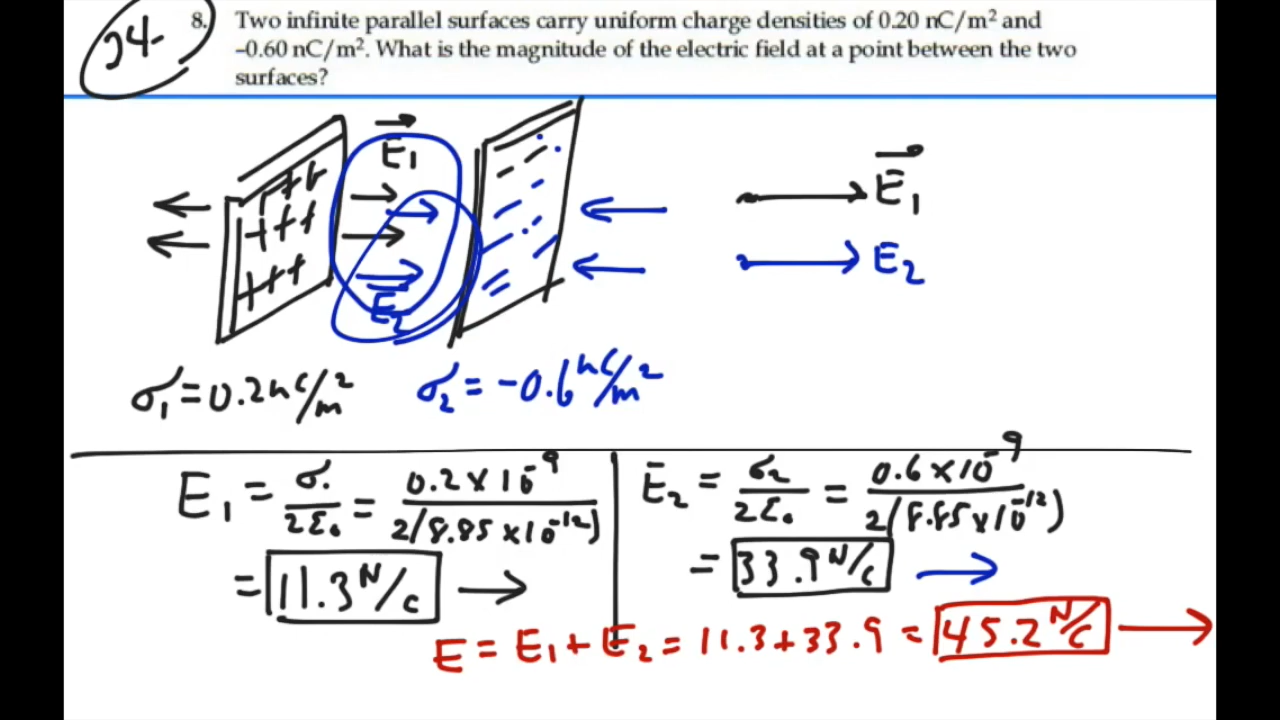 24-
8. Two infinite parallel surfaces carry uniform charge densities of 0.20 nC/m² and
–0.60 nC/m². What is the magnitude of the electric field at a point between the two
surfaces?
E₁
E₂
E₁
E₂
σ₁ = 0.2 nC/m²
σ₂ = -0.6 nC/m²
E₁ = σ₁/2ε₀ = 0.2 x 10⁻⁹/2(8.85 x 10⁻¹²)
= 11.3 N/C →
E₂ = σ₂/2ε₀ = 0.6 x 10⁻⁹/2(8.85 x 10⁻¹²)
= 33.9 N/C →
E = E₁ + E₂ = 11.3 + 33.9 = 45.2 N/C →